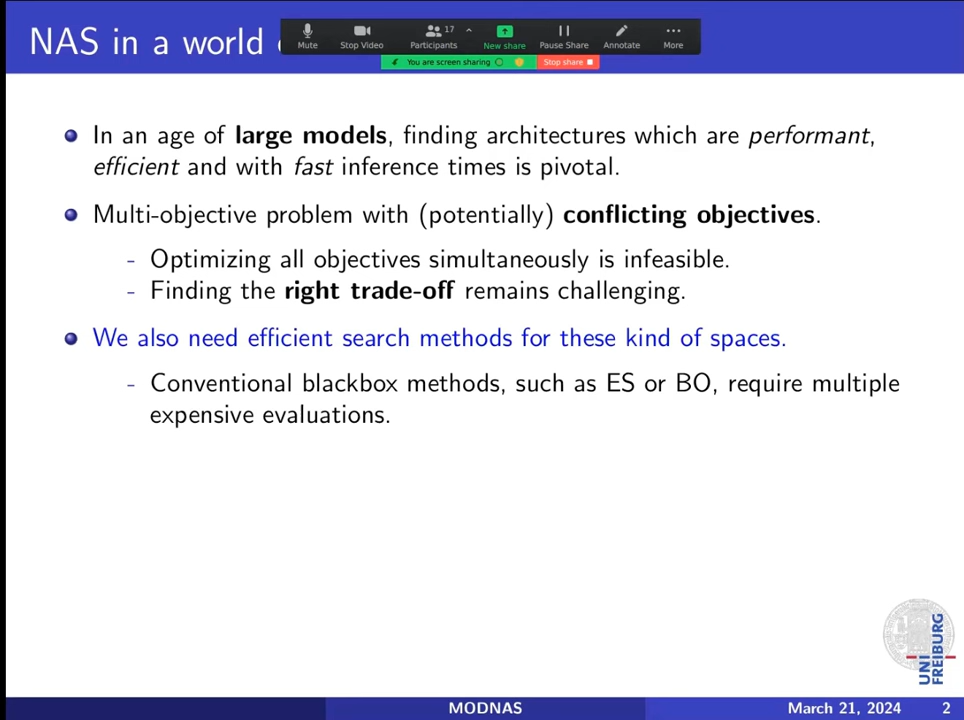 NAS in a world
17
Mute
Stop Video
Participants
New share
Pause Share
Annotate
More
You are screen sharing
Stop share
In an age of large models, finding architectures which are performant,
efficient and with fast inference times is pivotal.
Multi-objective problem with (potentially) conflicting objectives.
- Optimizing all objectives simultaneously is infeasible.
- Finding the right trade-off remains challenging.
We also need efficient search methods for these kind of spaces.
- Conventional blackbox methods, such as ES or BO, require multiple
expensive evaluations.
UNI
FREIBURG
MODNAS
March 21, 2024
2